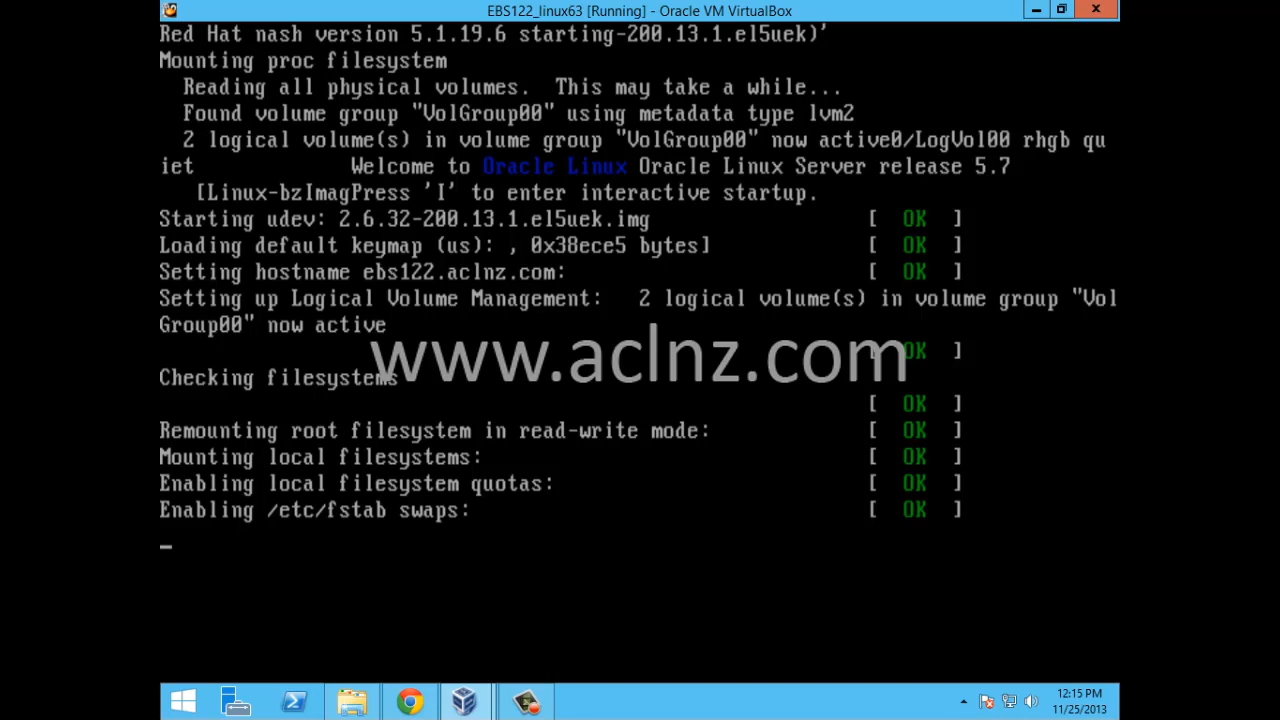 EBS122_linux63 [Running] - Oracle VM VirtualBox
Red Hat nash version 5.1.19.6 starting-200.13.1.el5uek)'
Mounting proc filesystem
Reading all physical volumes.  This may take a while...
Found volume group "VolGroup00" using metadata type lvm2
2 logical volume(s) in volume group "VolGroup00" now active0/LogVol00 rhgb qu
iet Welcome to Oracle Linux Oracle Linux Server release 5.7
[Linux-bzImagPress 'I' to enter interactive startup.
Starting udev: 2.6.32-200.13.1.el5uek.img [ OK ]
Loading default keymap (us): , 0x38ece5 bytes] [ OK ]
Setting hostname ebs122.aclnz.com: [ OK ]
Setting up Logical Volume Management:   2 logical volume(s) in volume group "Vol
Group00" now active
[ OK ]
www.aclnz.com
Checking filesystems
[ OK ]
Remounting root filesystem in read-write mode: [ OK ]
Mounting local filesystems: [ OK ]
Enabling local filesystem quotas: [ OK ]
Enabling /etc/fstab swaps: [ OK ]
12:15 PM
11/25/2013